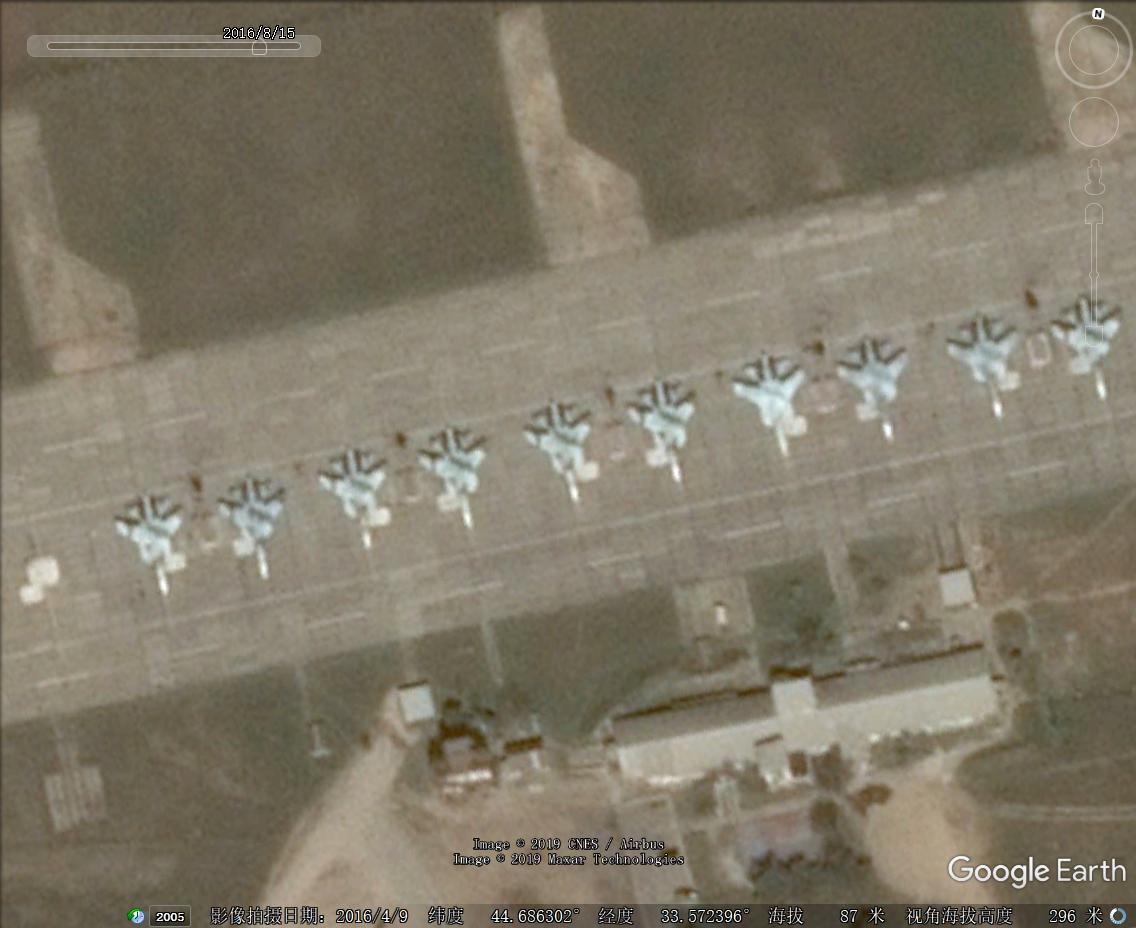 2016/8/15
N
Image © 2019 CNES / Airbus
Image © 2019 Maxar Technologies
Google Earth
2005 影像拍摄日期: 2016/4/9 纬度 44.686302° 经度 33.572396° 海拔 87 米 视角海拔高度 296 米